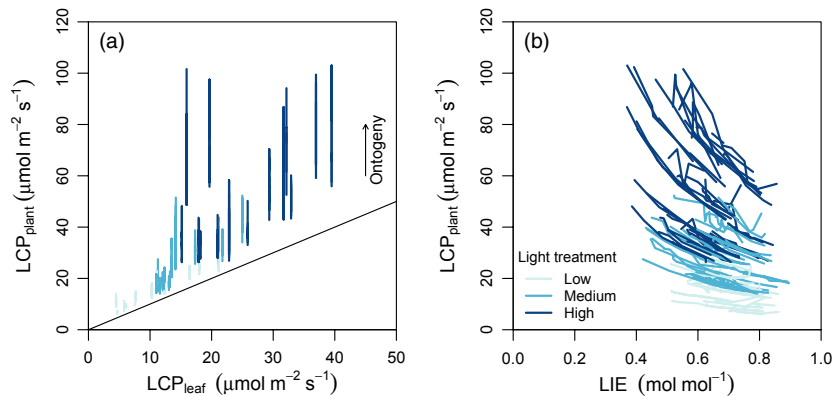 (a)
LCPplant (μmol m−2 s−1)
120
100
80
60
40
20
0
Ontogeny
0 10 20 30 40 50
LCPleaf (μmol m−2 s−1)
(b)
LCPplant (μmol m−2 s−1)
120
100
80
60
40
20
0
Light treatment
Low
Medium
High
0.0 0.2 0.4 0.6 0.8 1.0
LIE (mol mol−1)